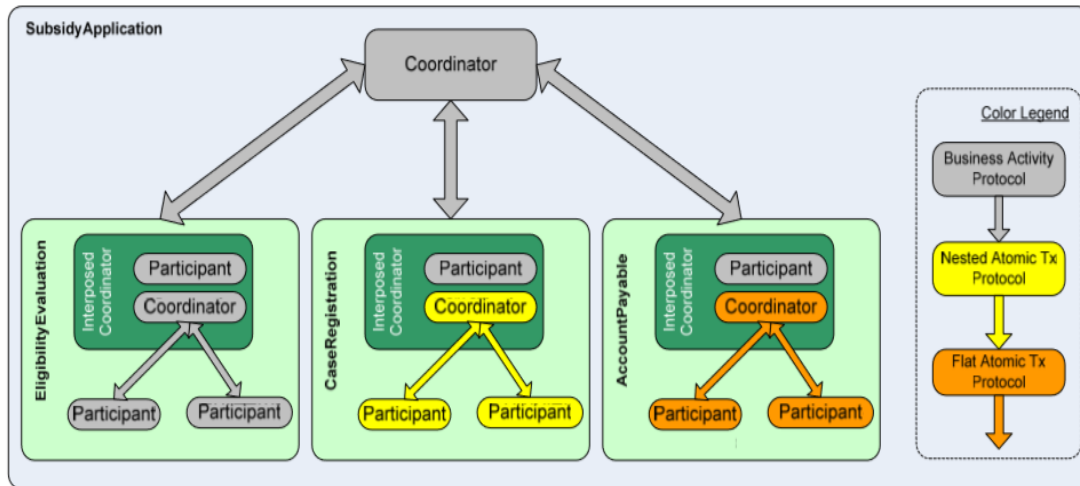 SubsidyApplication
Coordinator
Color Legend
Business Activity
Protocol
Nested Atomic Tx
Protocol
Flat Atomic Tx
Protocol
EligibilityEvaluation
Interposed
Coordinator
Participant
Coordinator
Participant
Participant
CaseRegistration
Interposed
Coordinator
Participant
Coordinator
Participant
Participant
AccountPayable
Interposed
Coordinator
Participant
Coordinator
Participant
Participant